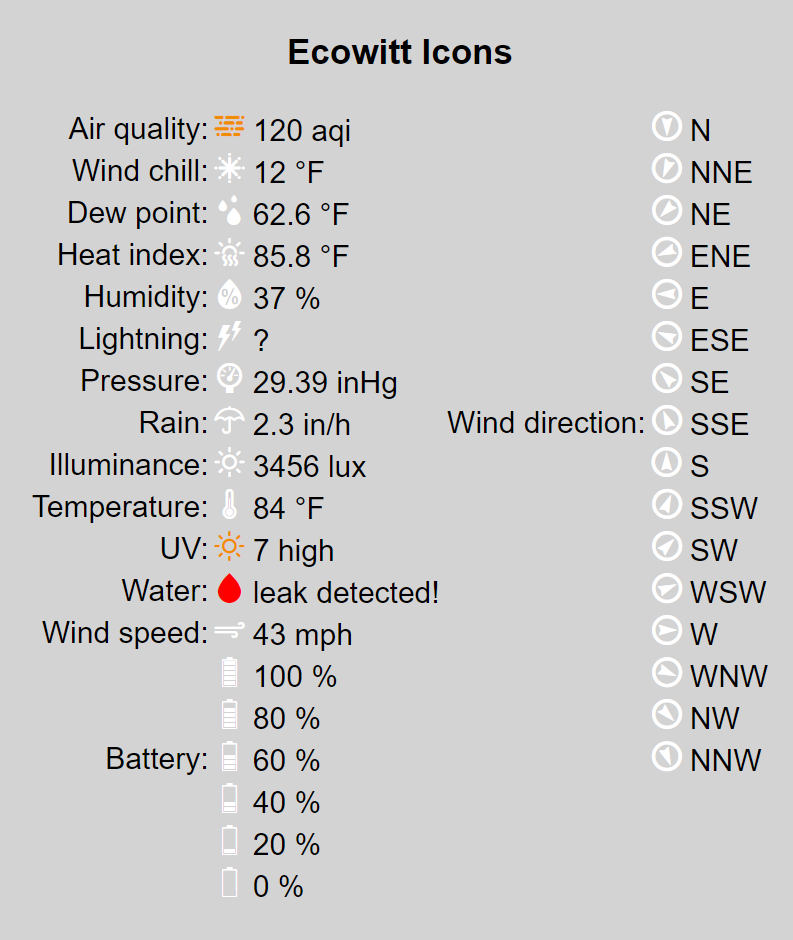 Ecowitt Icons
Air quality: 120 aqi N
Wind chill: 12 °F NNE
Dew point: 62.6 °F NE
Heat index: 85.8 °F ENE
Humidity: % 37 % E
Lightning: ? ESE
Pressure: 29.39 inHg SE
Rain: 2.3 in/h Wind direction: SSE
Illuminance: 3456 lux S
Temperature: 84 °F SSW
UV: 7 high SW
Water: leak detected! WSW
Wind speed: 43 mph W
100 % WNW
80 % NW
Battery: 60 % NNW
40 %
20 %
0 %